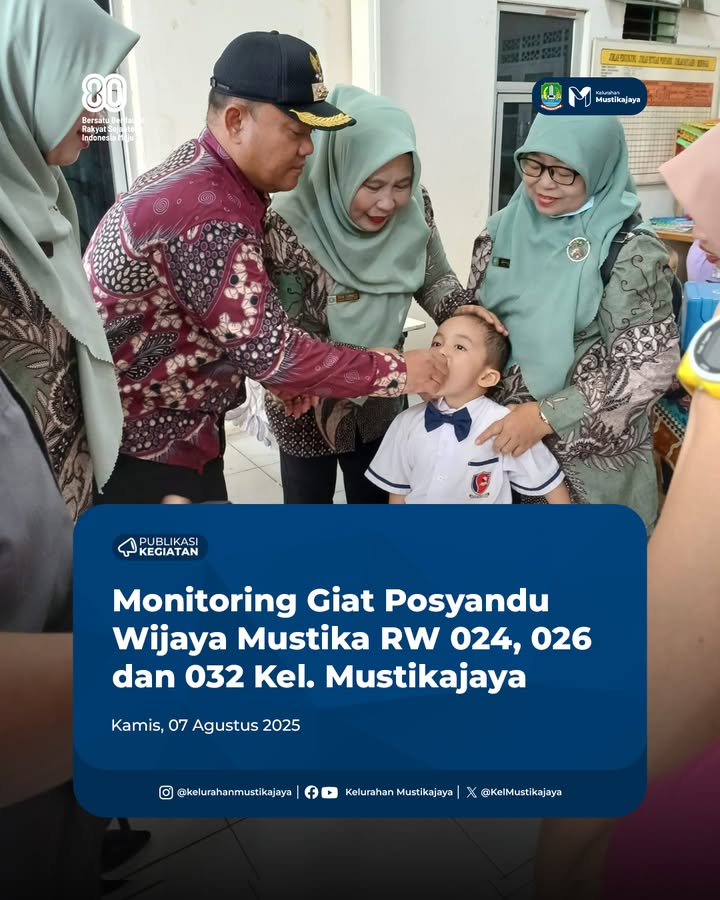 80
Bersatu Berdaulat
Rakyat Sejahtera
Indonesia Maju
Kelurahan
Mustikajaya
PUBLIKASI
KEGIATAN
Monitoring Giat Posyandu
Wijaya Mustika RW 024, 026
dan 032 Kel. Mustikajaya
Kamis, 07 Agustus 2025
@kelurahanmustikajaya | Kelurahan Mustikajaya | @KelMustikajaya